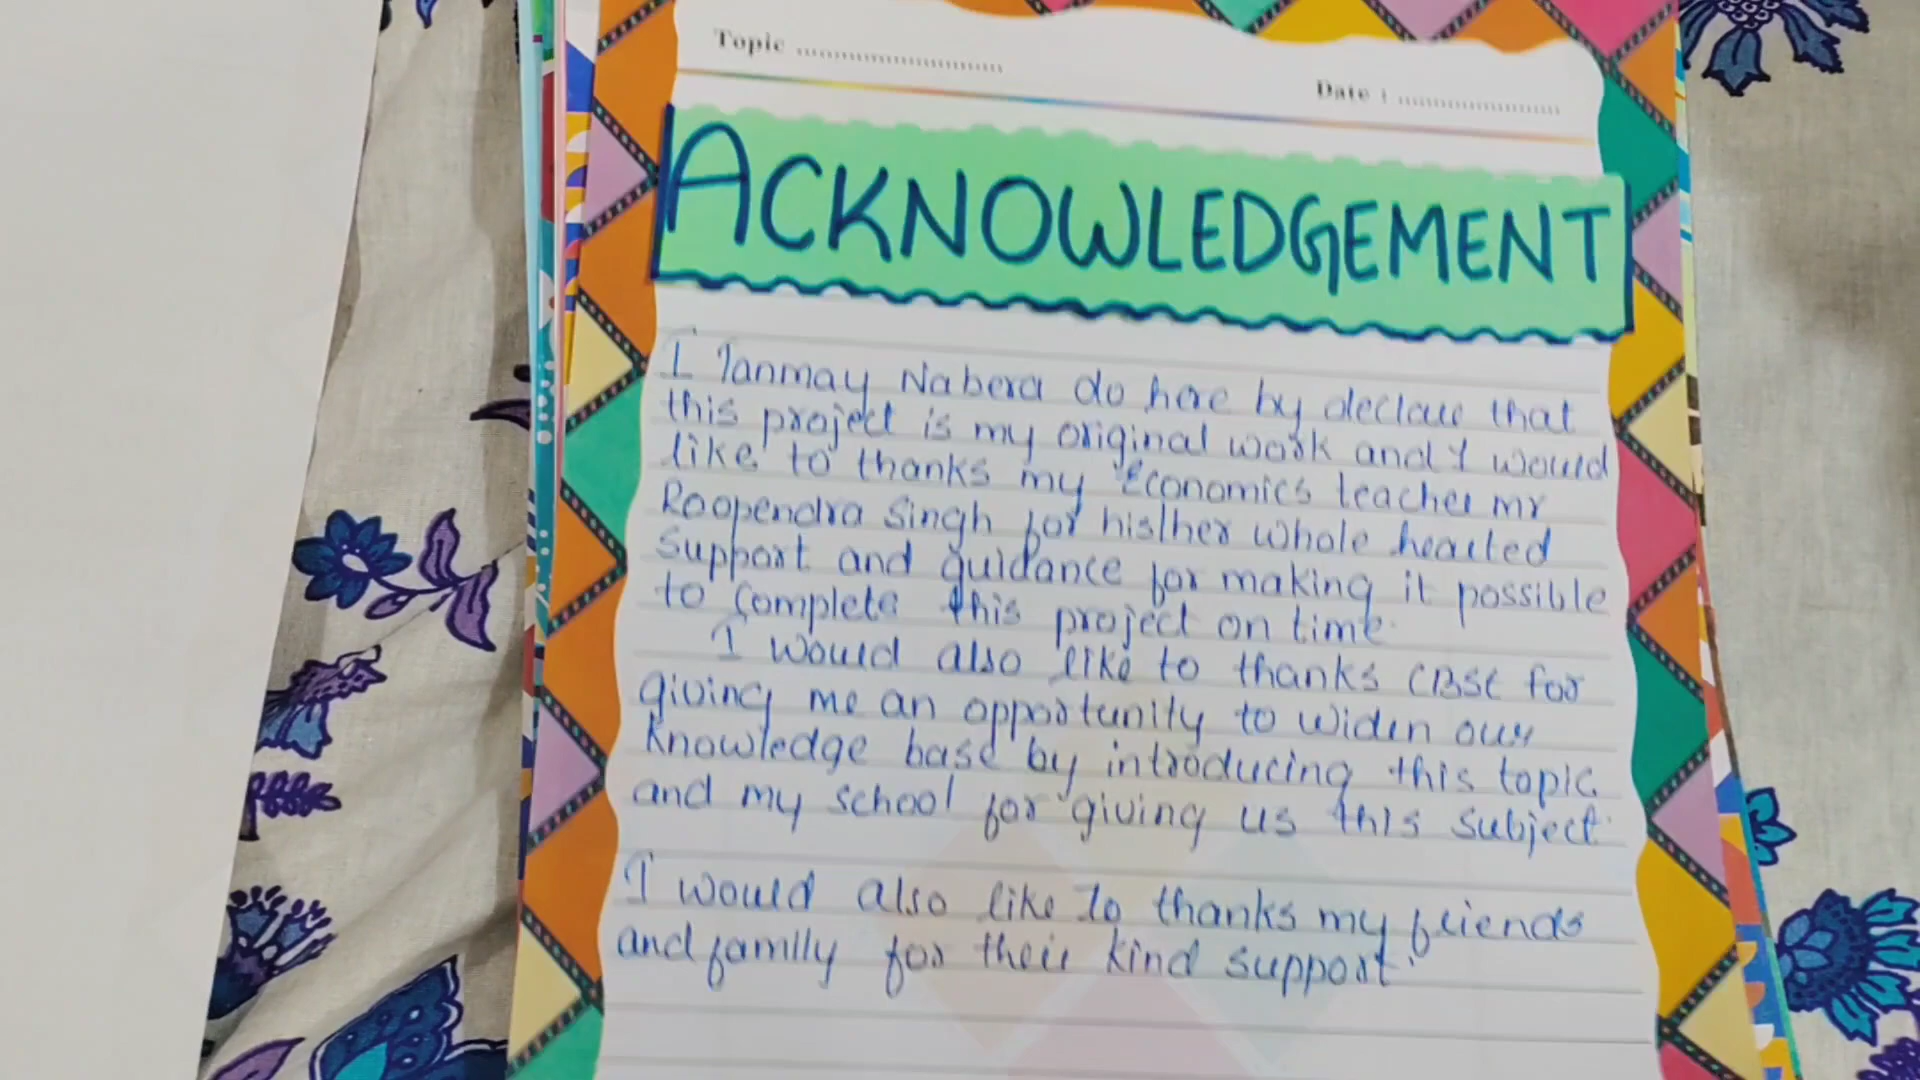 Topic ........................
Date : ........................
ACKNOWLEDGEMENT
I Tanmay Nabera do here by declare that
this project is my original work and I would
like to thanks my Economics teacher mr
Roopendra Singh for his/her whole hearted
support and guidance for making it possible
to complete this project on time.
I would also like to thanks CBSE for
giving me an opportunity to widen our
knowledge base by introducing this topic
and my school for giving us this subject.
I would also like to thanks my friends
and family for their kind support.